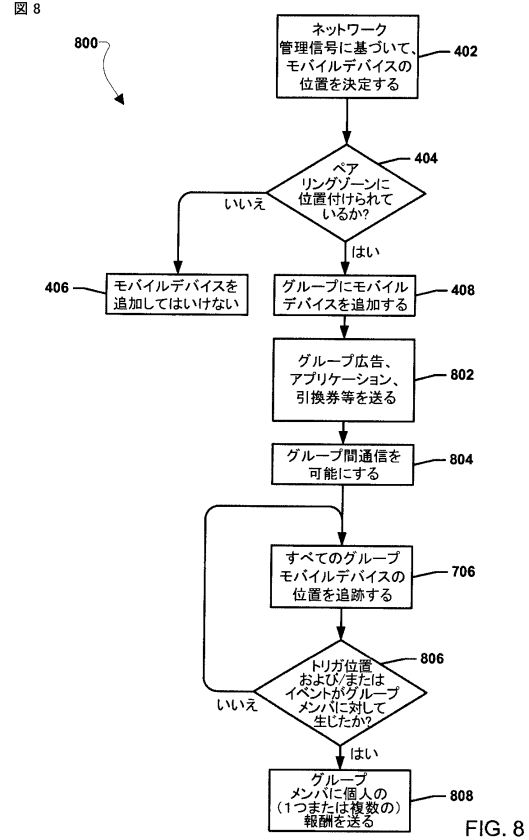 図 8
800
ネットワーク
管理信号に基づいて、
モバイルデバイスの
位置を決定する
402
ペア
リングゾーンに
位置付けられて
いるか?
404
いいえ
はい
406
モバイルデバイスを
追加してはいけない
グループにモバイル
デバイスを追加する
408
グループ広告、
アプリケーション、
引換券等を送る
802
グループ間通信を
可能にする
804
すべてのグループ
モバイルデバイスの
位置を追跡する
706
トリガ位置
および/または
イベントがグループ
メンバに対して
生じたか?
806
いいえ
はい
グループ
メンバに個人の
(1つまたは複数の)
報酬を送る
808
FIG. 8